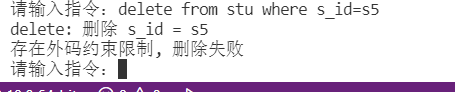 请输入指令：delete from stu where s_id=s5
delete: 删除 s_id = s5
存在外码约束限制, 删除失败
请输入指令：